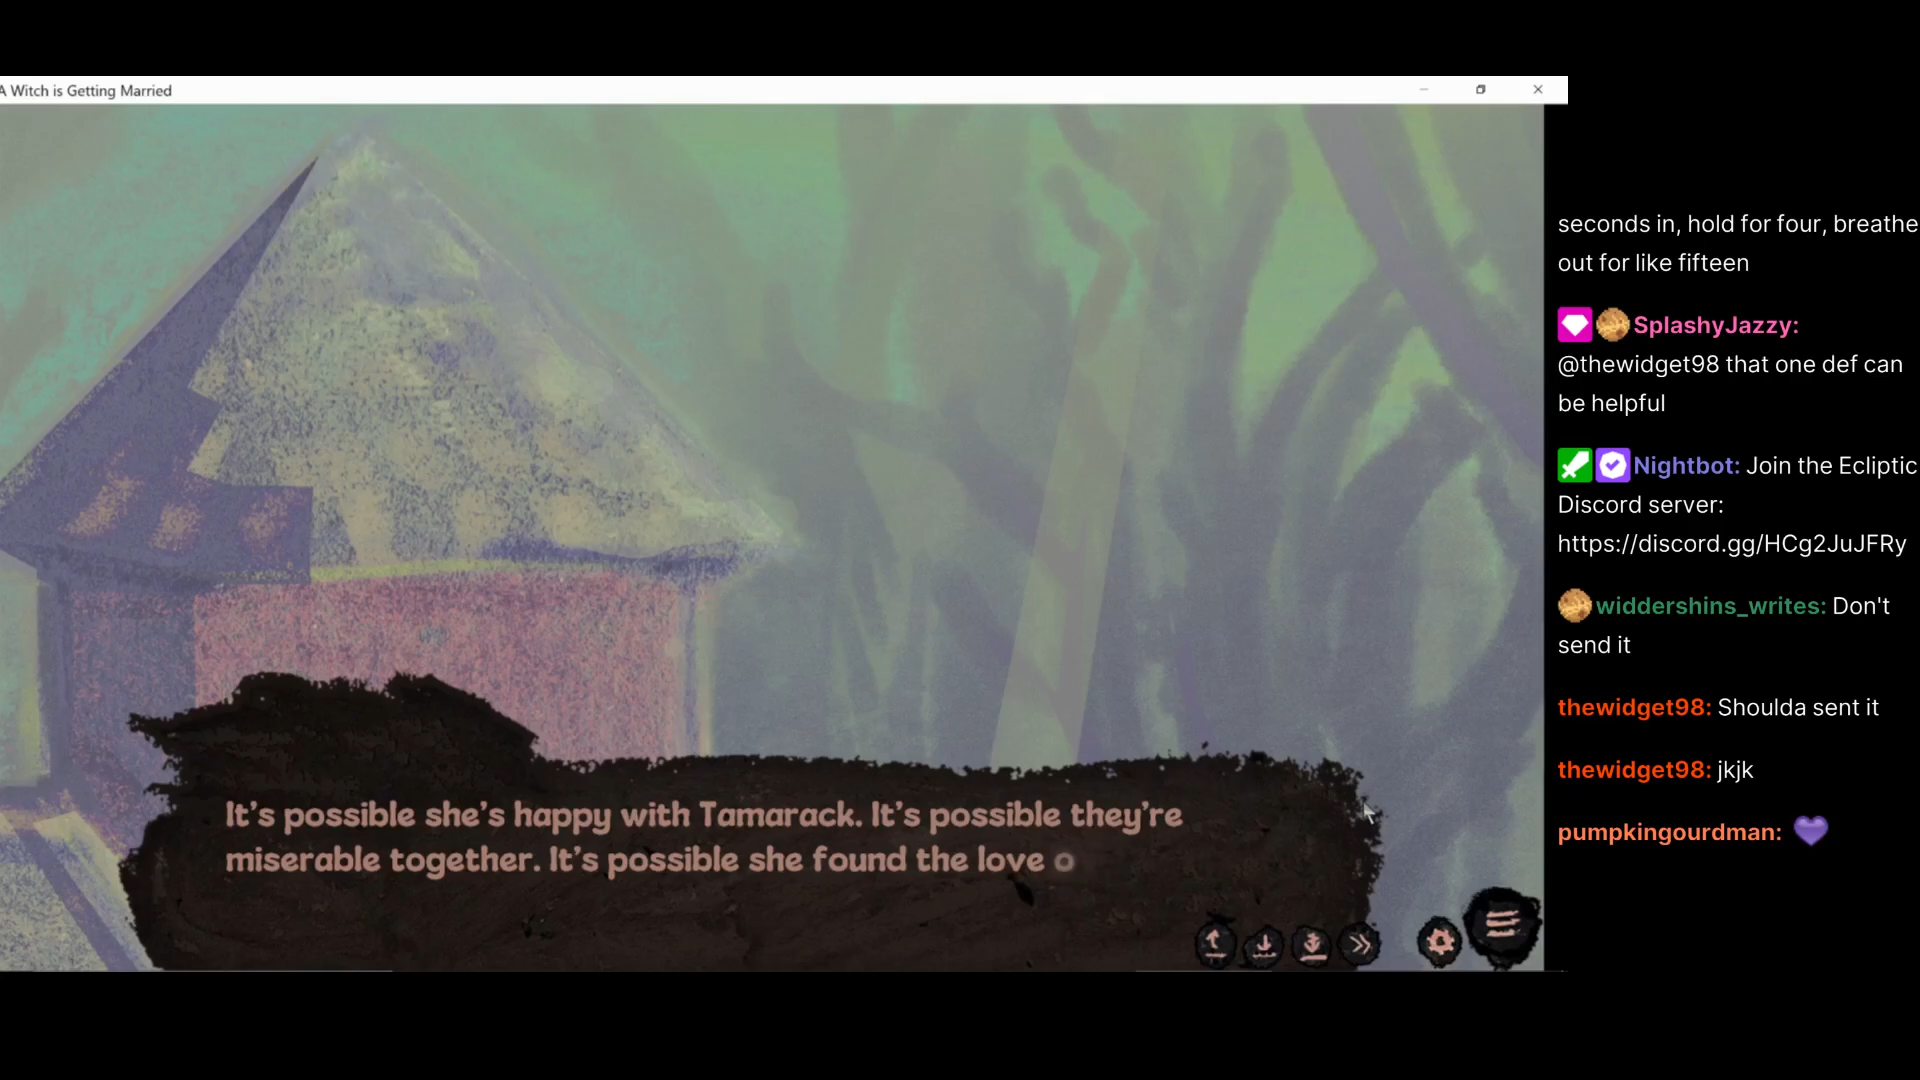 A Witch is Getting Married
seconds in, hold for four, breathe
out for like fifteen
SplashyJazzy:
@thewidget98 that one def can
be helpful
Nightbot: Join the Ecliptic
Discord server:
https://discord.gg/HCg2JuJFRy
widdershins_writes: Don't
send it
thewidget98: Shoulda sent it
thewidget98: jkjk
pumpkingourdman:
It's possible she's happy with Tamarack. It's possible they're
miserable together. It's possible she found the love o